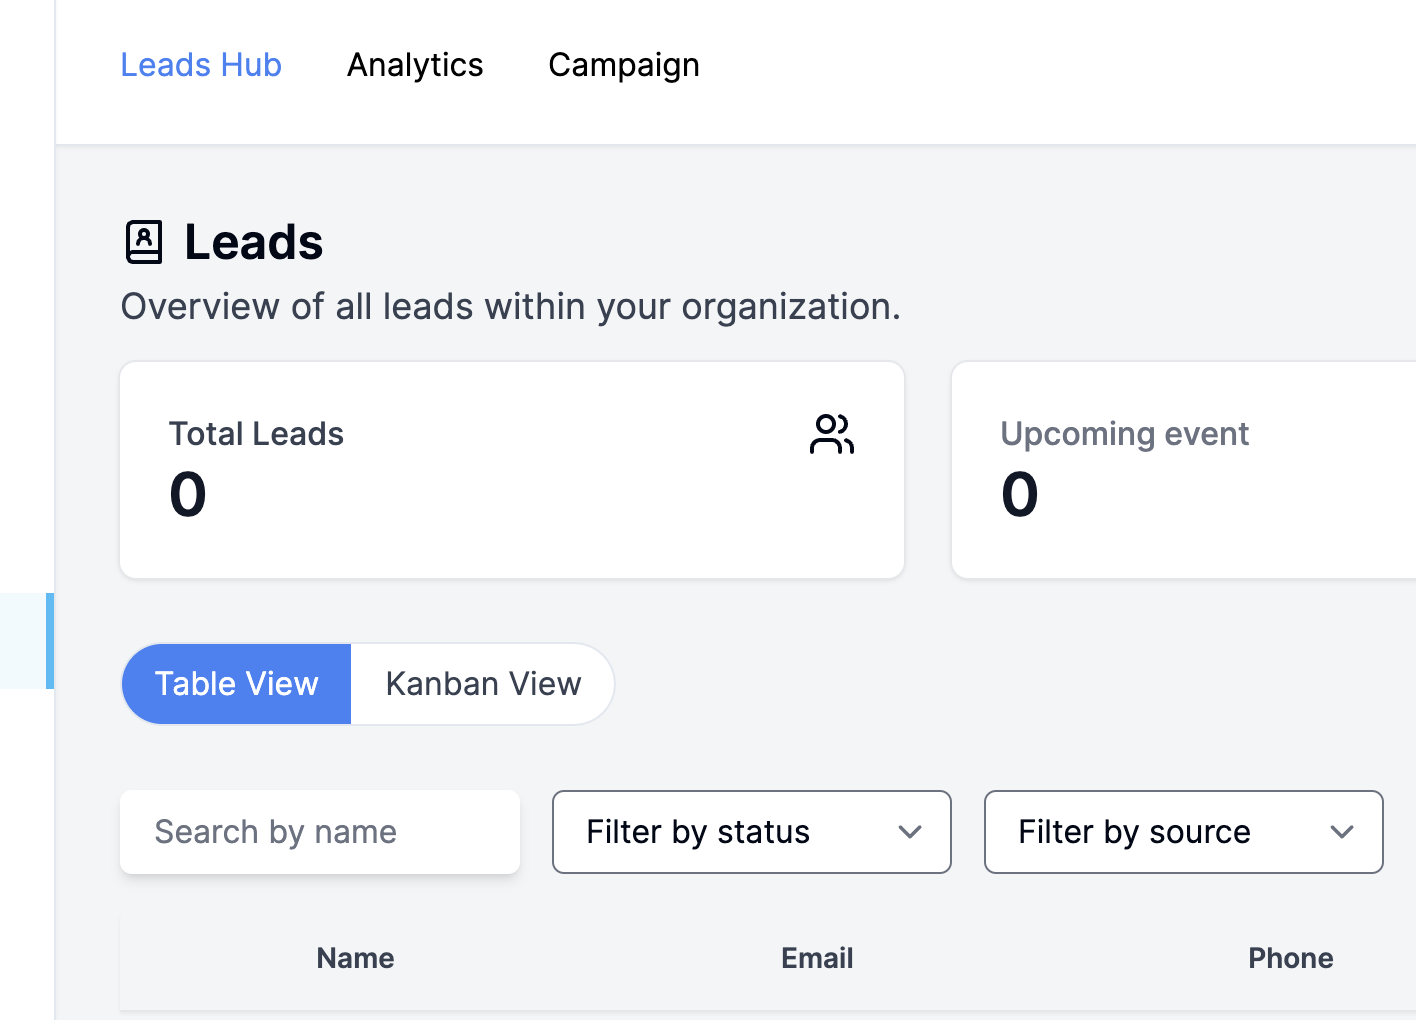 Leads Hub Analytics Campaign
Leads
Overview of all leads within your organization.
Total Leads
0
Upcoming event
0
Table View Kanban View
Search by name Filter by status Filter by source
Name Email Phone